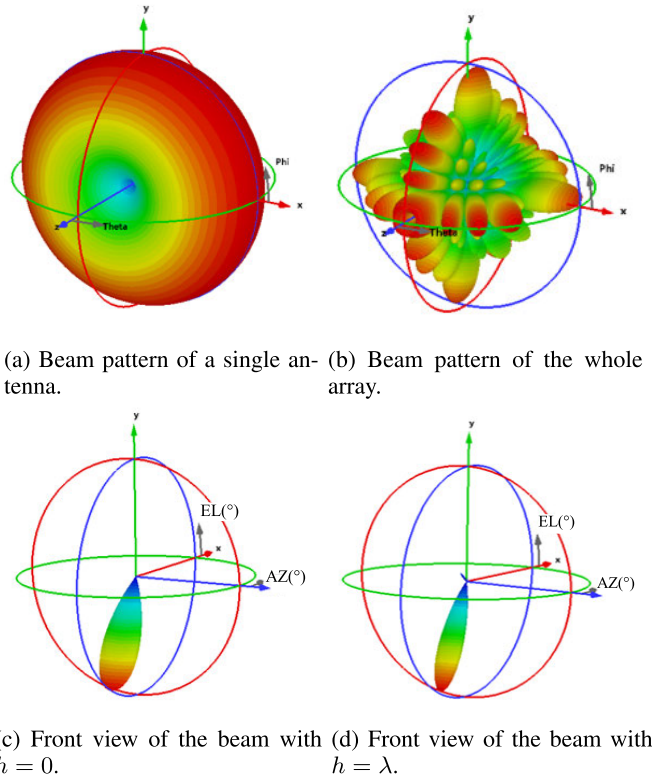 y
Phi
x
z
Theta
y
Phi
x
z
Theta
(a) Beam pattern of a single an-
tenna.
(b) Beam pattern of the whole
array.
y
EL(°)
x
AZ(°)
y
EL(°)
x
AZ(°)
(c) Front view of the beam with
h = 0.
(d) Front view of the beam with
h = λ.